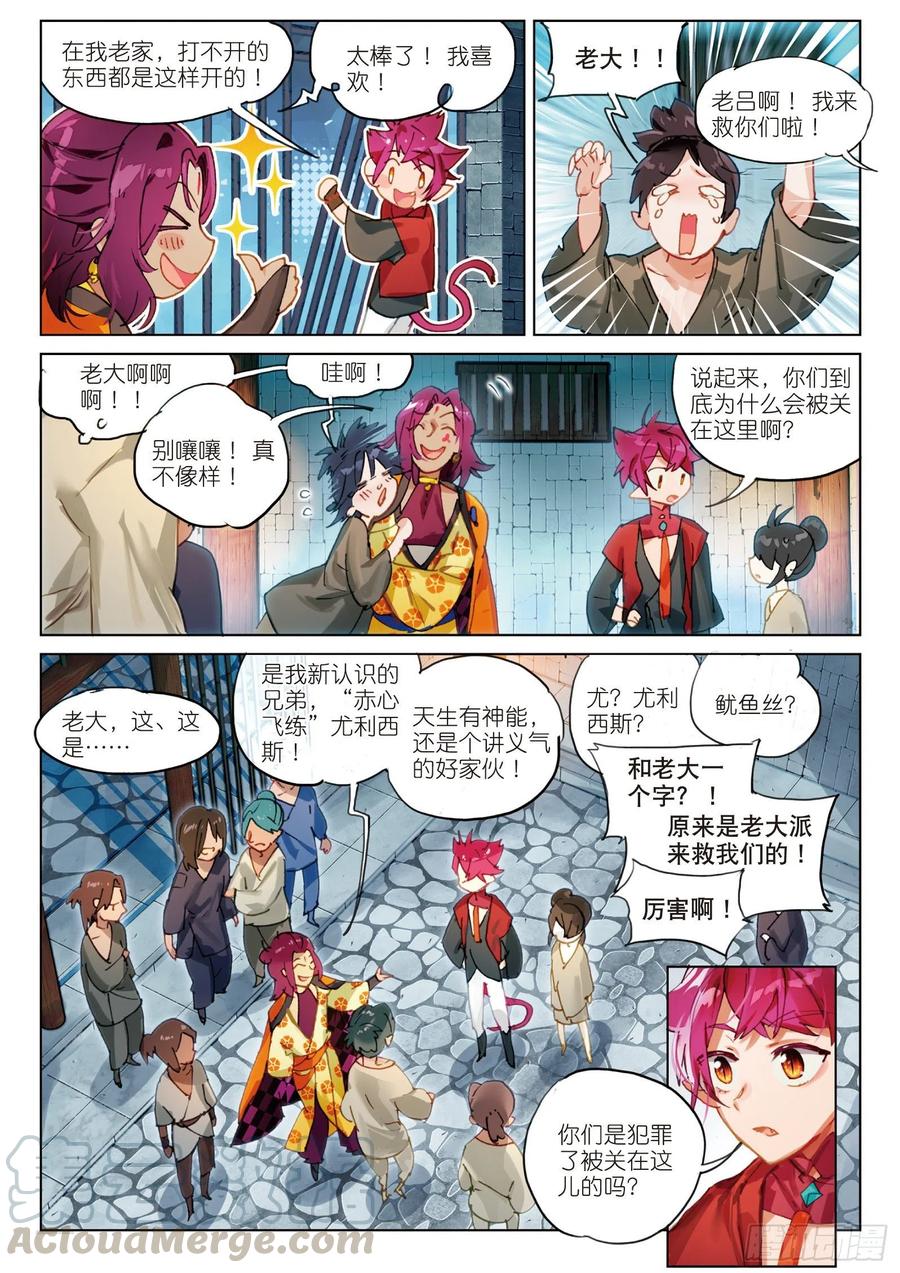 在我老家，打不开的
东西都是这样开的！
太棒了！我喜
欢！
老大！！
老吕啊！我来
救你们啦！
老大啊啊
啊！！
哇啊！
别嚷嚷！真
不像样！
说起来，你们到
底为什么会被关
在这里啊？
老大，这、这
是……
是我新认识的
兄弟，“赤心
飞练”尤利西
斯！
天生有神能，
还是个讲义气
的好家伙！
尤？尤利
西斯？
鱿鱼丝？
和老大一
个字？！
原来是老大派
来救我们的！
厉害啊！
你们是犯罪
了被关在这
儿的吗？
AcloudMerge.com
腾讯动漫